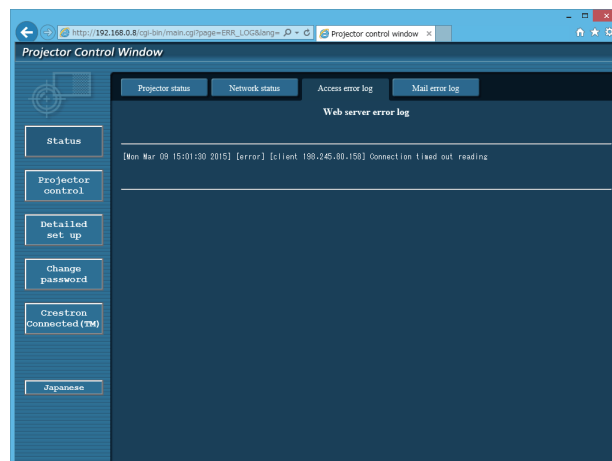 http://192.168.0.8/cgi-bin/main.cgi?page=ERR_LOG&lang=
Projector control window
Projector Control Window
Projector status
Network status
Access error log
Mail error log
Web server error log
[Mon Mar 09 15:01:30 2015] [error] [client 198.245.80.158] Connection timed out reading
Status
Projector
control
Detailed
set up
Change
password
Crestron
Connected(TM)
Japanese